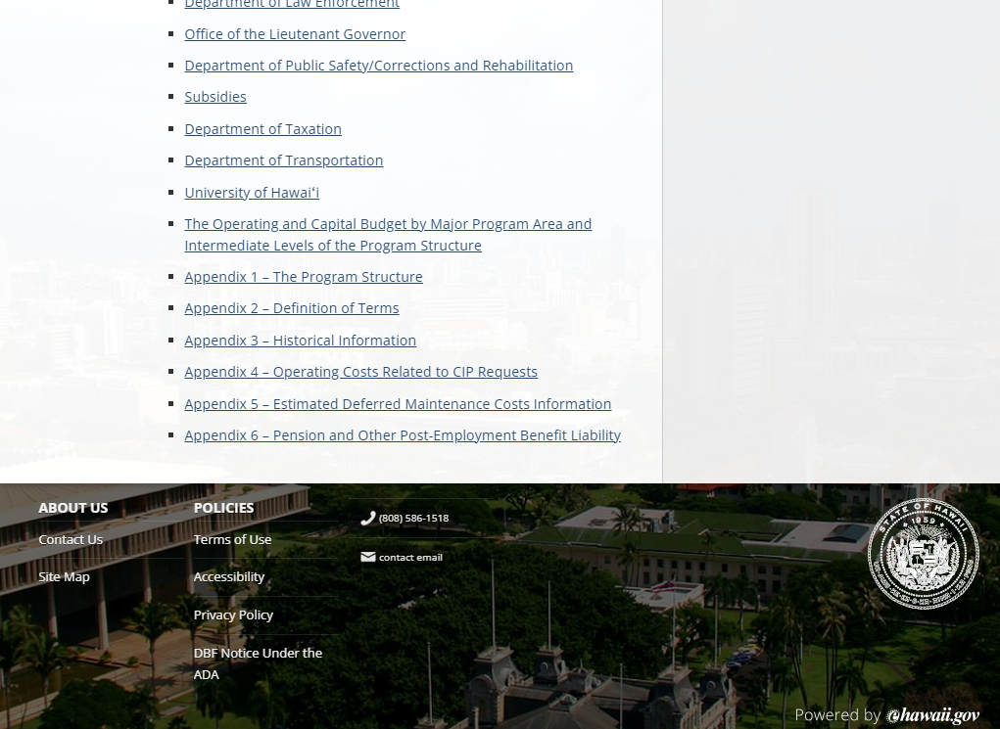 Department of Law Enforcement
Office of the Lieutenant Governor
Department of Public Safety/Corrections and Rehabilitation
Subsidies
Department of Taxation
Department of Transportation
University of Hawaiʻi
The Operating and Capital Budget by Major Program Area and
Intermediate Levels of the Program Structure
Appendix 1 – The Program Structure
Appendix 2 – Definition of Terms
Appendix 3 – Historical Information
Appendix 4 – Operating Costs Related to CIP Requests
Appendix 5 – Estimated Deferred Maintenance Costs Information
Appendix 6 – Pension and Other Post-Employment Benefit Liability
ABOUT US
Contact Us
Site Map
POLICIES
Terms of Use
Accessibility
Privacy Policy
DBF Notice Under the
ADA
(808) 586-1518
contact email
STATE OF HAWAII
1959
Powered by ehawaii.gov